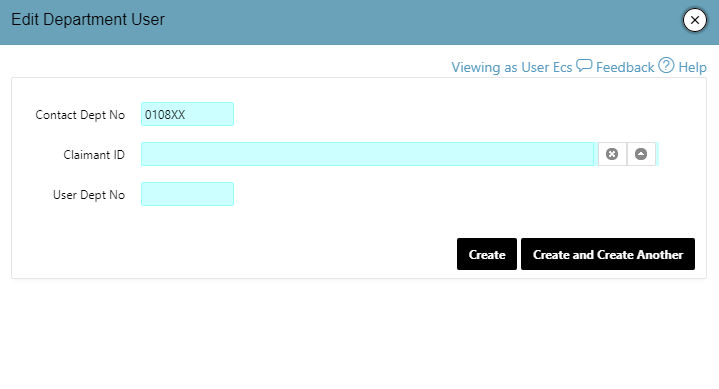 Edit Department User
Viewing as User Ecs Feedback Help
Contact Dept No 0108XX
Claimant ID
User Dept No
Create Create and Create Another